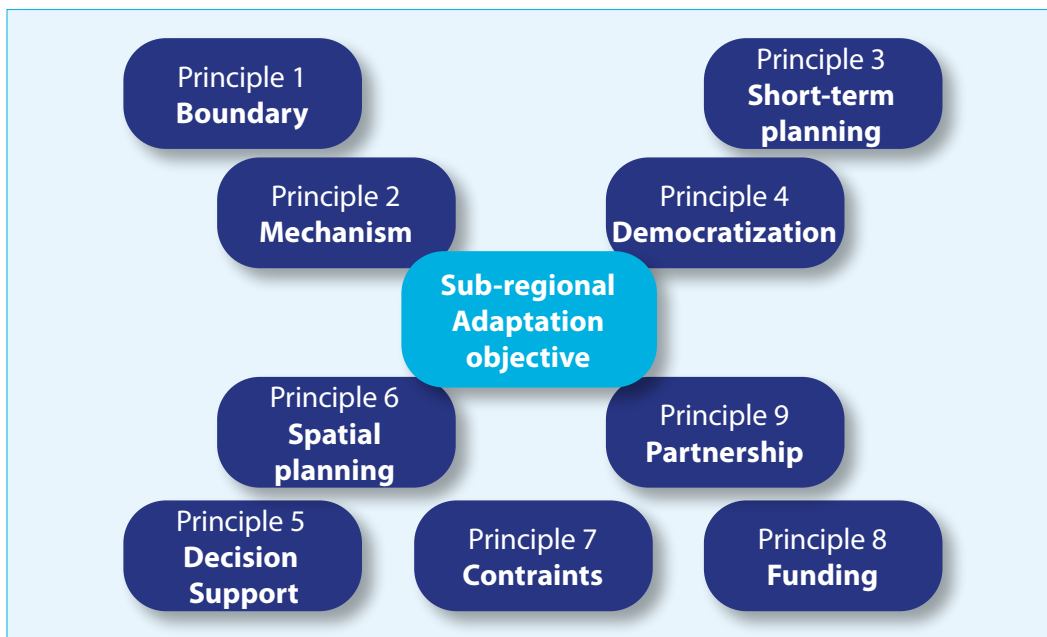 Principle 1
Boundary
Principle 3
Short-term
planning
Principle 2
Mechanism
Principle 4
Democratization
Sub-regional
Adaptation
objective
Principle 6
Spatial
planning
Principle 9
Partnership
Principle 5
Decision
Support
Principle 7
Contraints
Principle 8
Funding